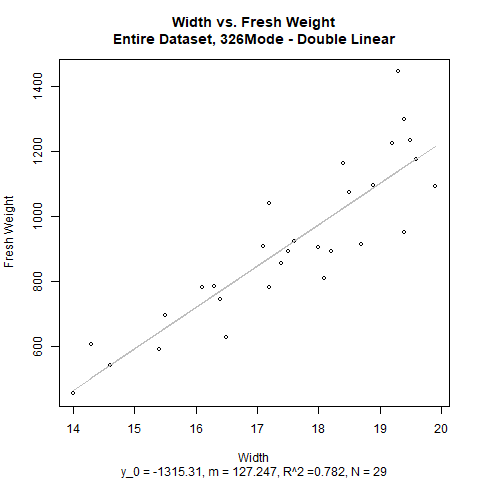 Width vs. Fresh Weight
Entire Dataset, 326Mode - Double Linear
Fresh Weight
1400
1200
1000
800
600
14 15 16 17 18 19 20
Width
y_0 = -1315.31, m = 127.247, R^2 =0.782, N = 29